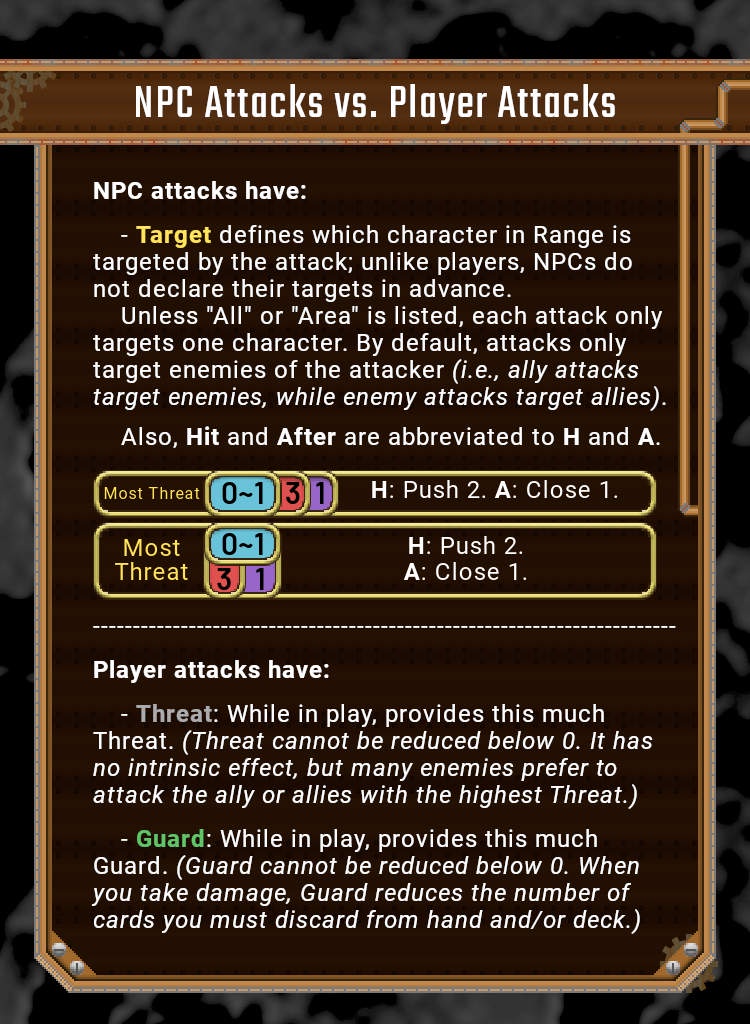 NPC Attacks vs. Player Attacks
NPC attacks have:
- Target defines which character in Range is
targeted by the attack; unlike players, NPCs do
not declare their targets in advance.
Unless "All" or "Area" is listed, each attack only
targets one character. By default, attacks only
target enemies of the attacker (i.e., ally attacks
target enemies, while enemy attacks target allies).
Also, Hit and After are abbreviated to H and A.
Most Threat 0~1 3 1 H: Push 2. A: Close 1.
Most
Threat
0~1
3 1
H: Push 2.
A: Close 1.
Player attacks have:
- Threat: While in play, provides this much
Threat. (Threat cannot be reduced below 0. It has
no intrinsic effect, but many enemies prefer to
attack the ally or allies with the highest Threat.)
- Guard: While in play, provides this much
Guard. (Guard cannot be reduced below 0. When
you take damage, Guard reduces the number of
cards you must discard from hand and/or deck.)